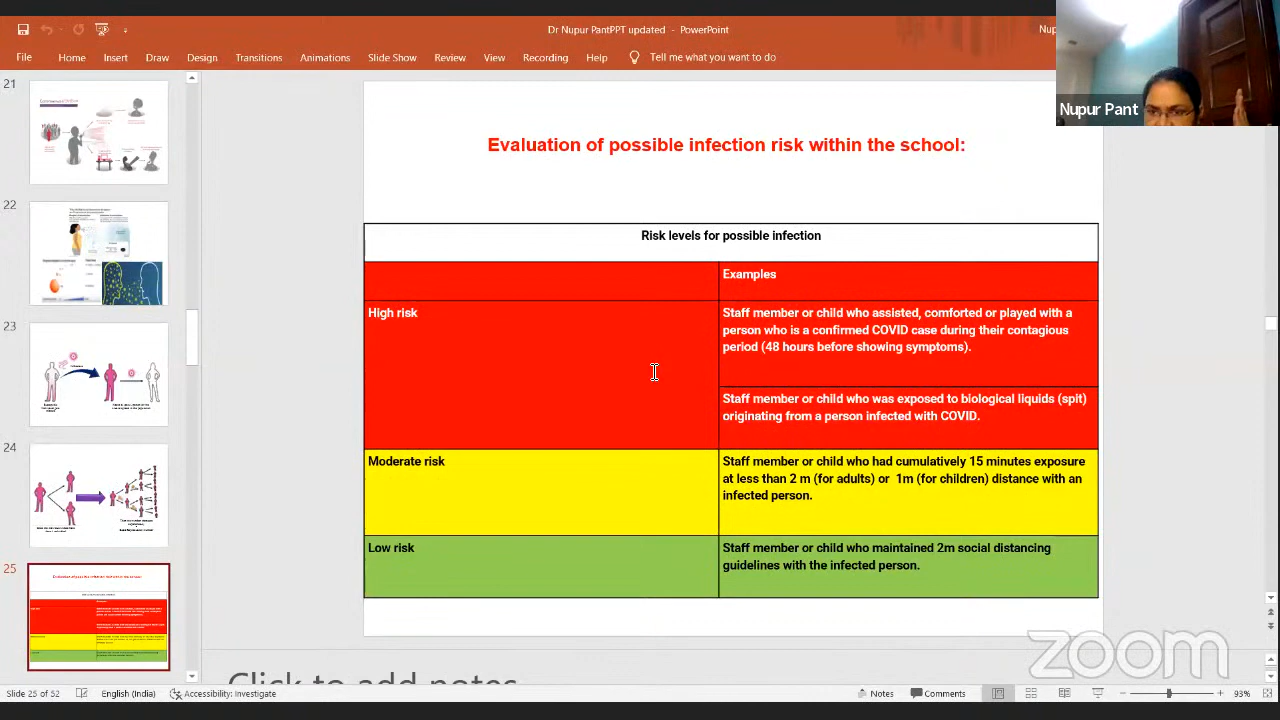 Dr Nupur PantPPT updated - PowerPoint
Nup
File Home Insert Draw Design Transitions Animations Slide Show Review View Recording Help Tell me what you want to do
Nupur Pant
21
22
23
24
25
Evaluation of possible infection risk within the school:
Risk levels for possible infection
Examples
High risk
Staff member or child who assisted, comforted or played with a
person who is a confirmed COVID case during their contagious
period (48 hours before showing symptoms).
Staff member or child who was exposed to biological liquids (spit)
originating from a person infected with COVID.
Moderate risk
Staff member or child who had cumulatively 15 minutes exposure
at less than 2 m (for adults) or 1m (for children) distance with an
infected person.
Low risk
Staff member or child who maintained 2m social distancing
guidelines with the infected person.
zoom
Click to add notes
Slide 25 of 52 English (India) Accessibility: Investigate Notes Comments 93%